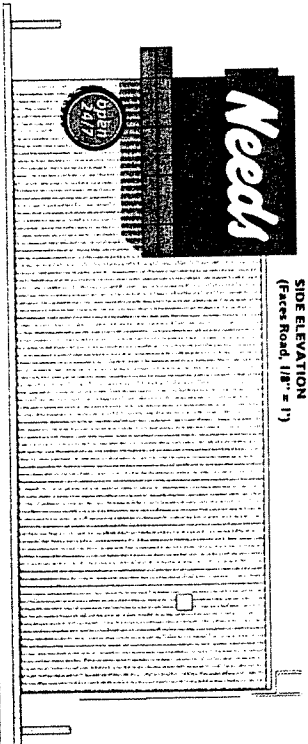 SIDE ELEVATION
(Faces Road, 1/8" = 1')
Needs
Open
24/7